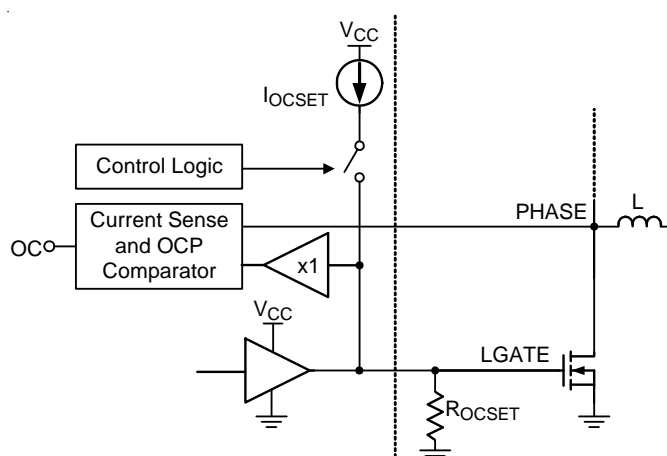 VCC
IOCSET
Control Logic
PHASE
L
Current Sense
and OCP
Comparator
OC
x1
VCC
LGATE
ROCSET